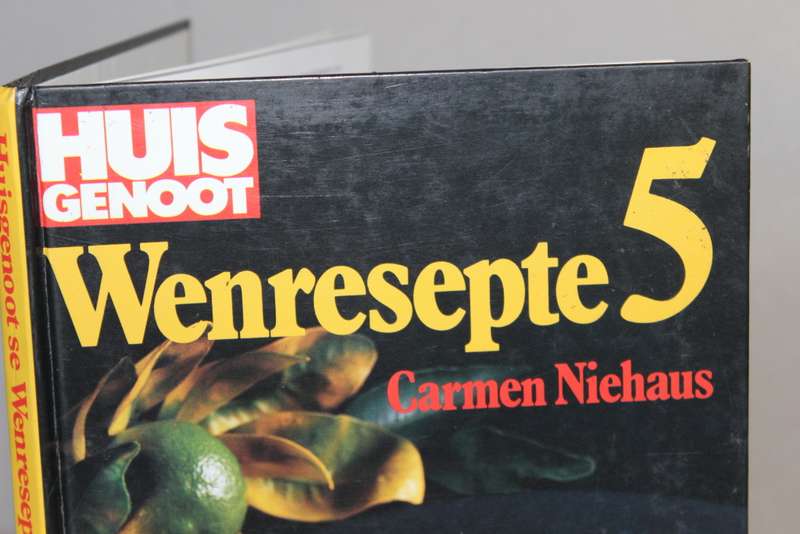 HUIS
GENOOT
Wenresepte 5
Carmen Niehaus
Huisgenoot se Wenresep